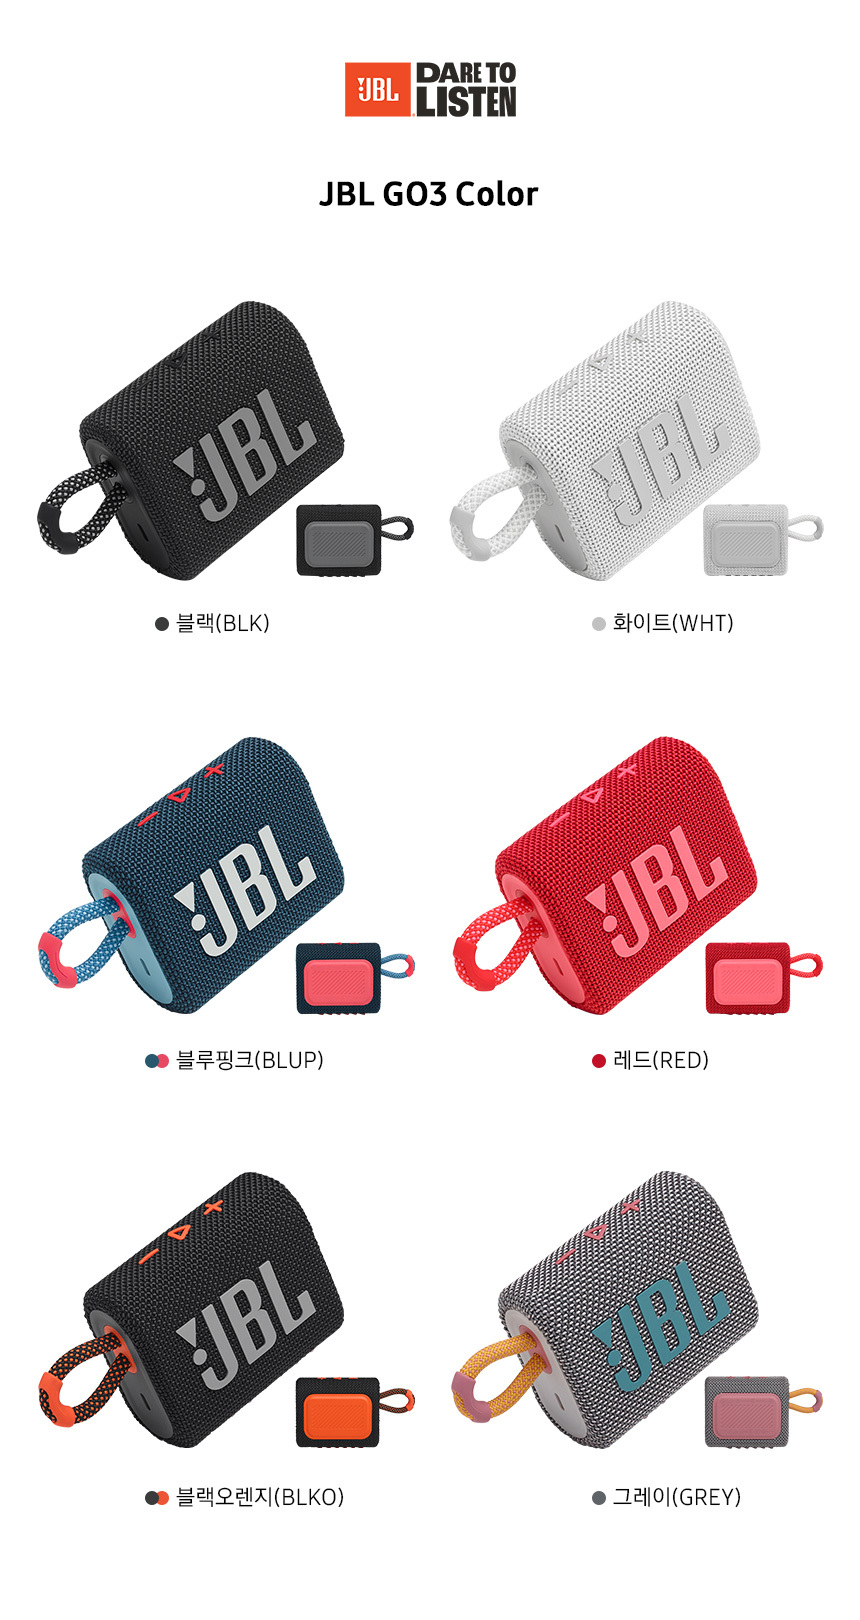 JBL DARE TO
LISTEN
JBL GO3 Color
JBL
JBL
블랙(BLK)
화이트(WHT)
JBL
JBL
블루핑크(BLUP)
레드(RED)
JBL
JBL
블랙오렌지(BLKO)
그레이(GREY)